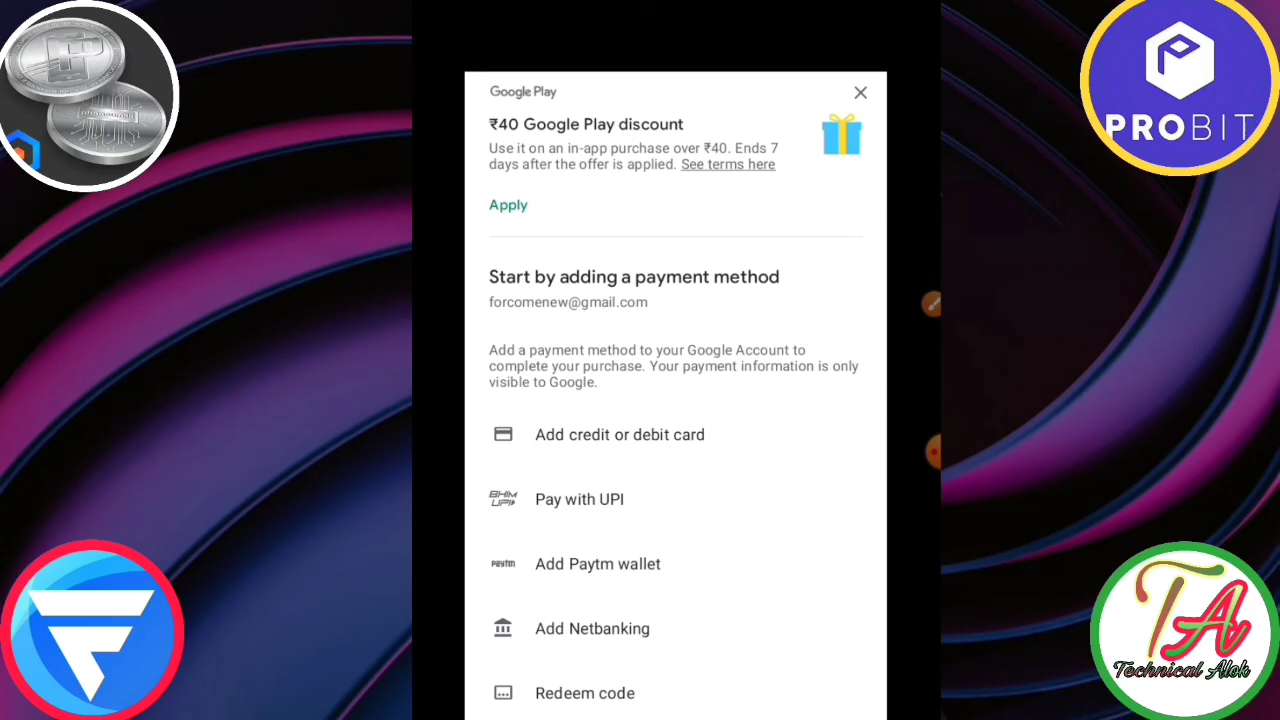 Google Play
₹40 Google Play discount
Use it on an in-app purchase over ₹40. Ends 7
days after the offer is applied. See terms here
Apply
Start by adding a payment method
forcomenew@gmail.com
Add a payment method to your Google Account to
complete your purchase. Your payment information is only
visible to Google.
Add credit or debit card
BHIM
UPI
Pay with UPI
paytm
Add Paytm wallet
Add Netbanking
Redeem code
PROBIT
TA
Technical Alok